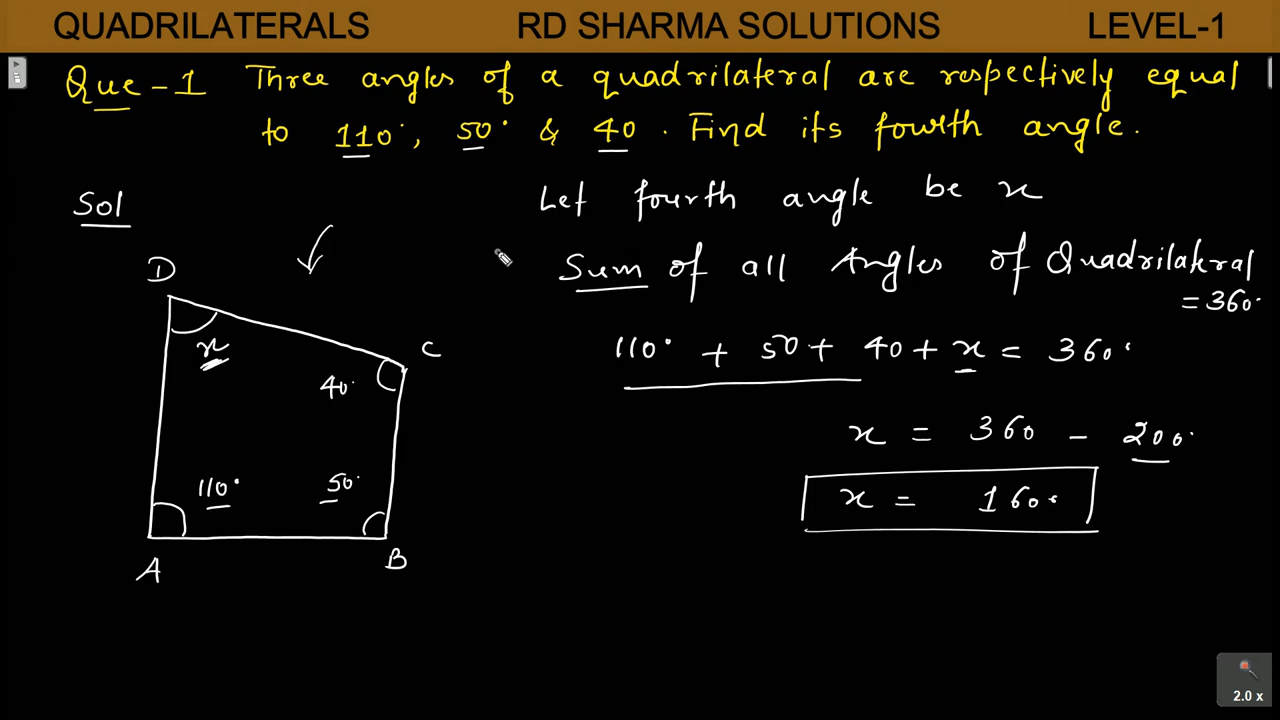 QUADRILATERALS RD SHARMA SOLUTIONS LEVEL-1
Que - 1 Three angles of a quadrilateral are respectively equal
to 110°, 50° & 40. Find its fourth angle.
Sol
Let fourth angle be x
Sum of all Angles of Quadrilateral
= 360°
110° + 50 + 40 + x = 360°
x = 360 - 200°
x = 160°
D
x
C
40°
110°
50°
A
B
2.0 x